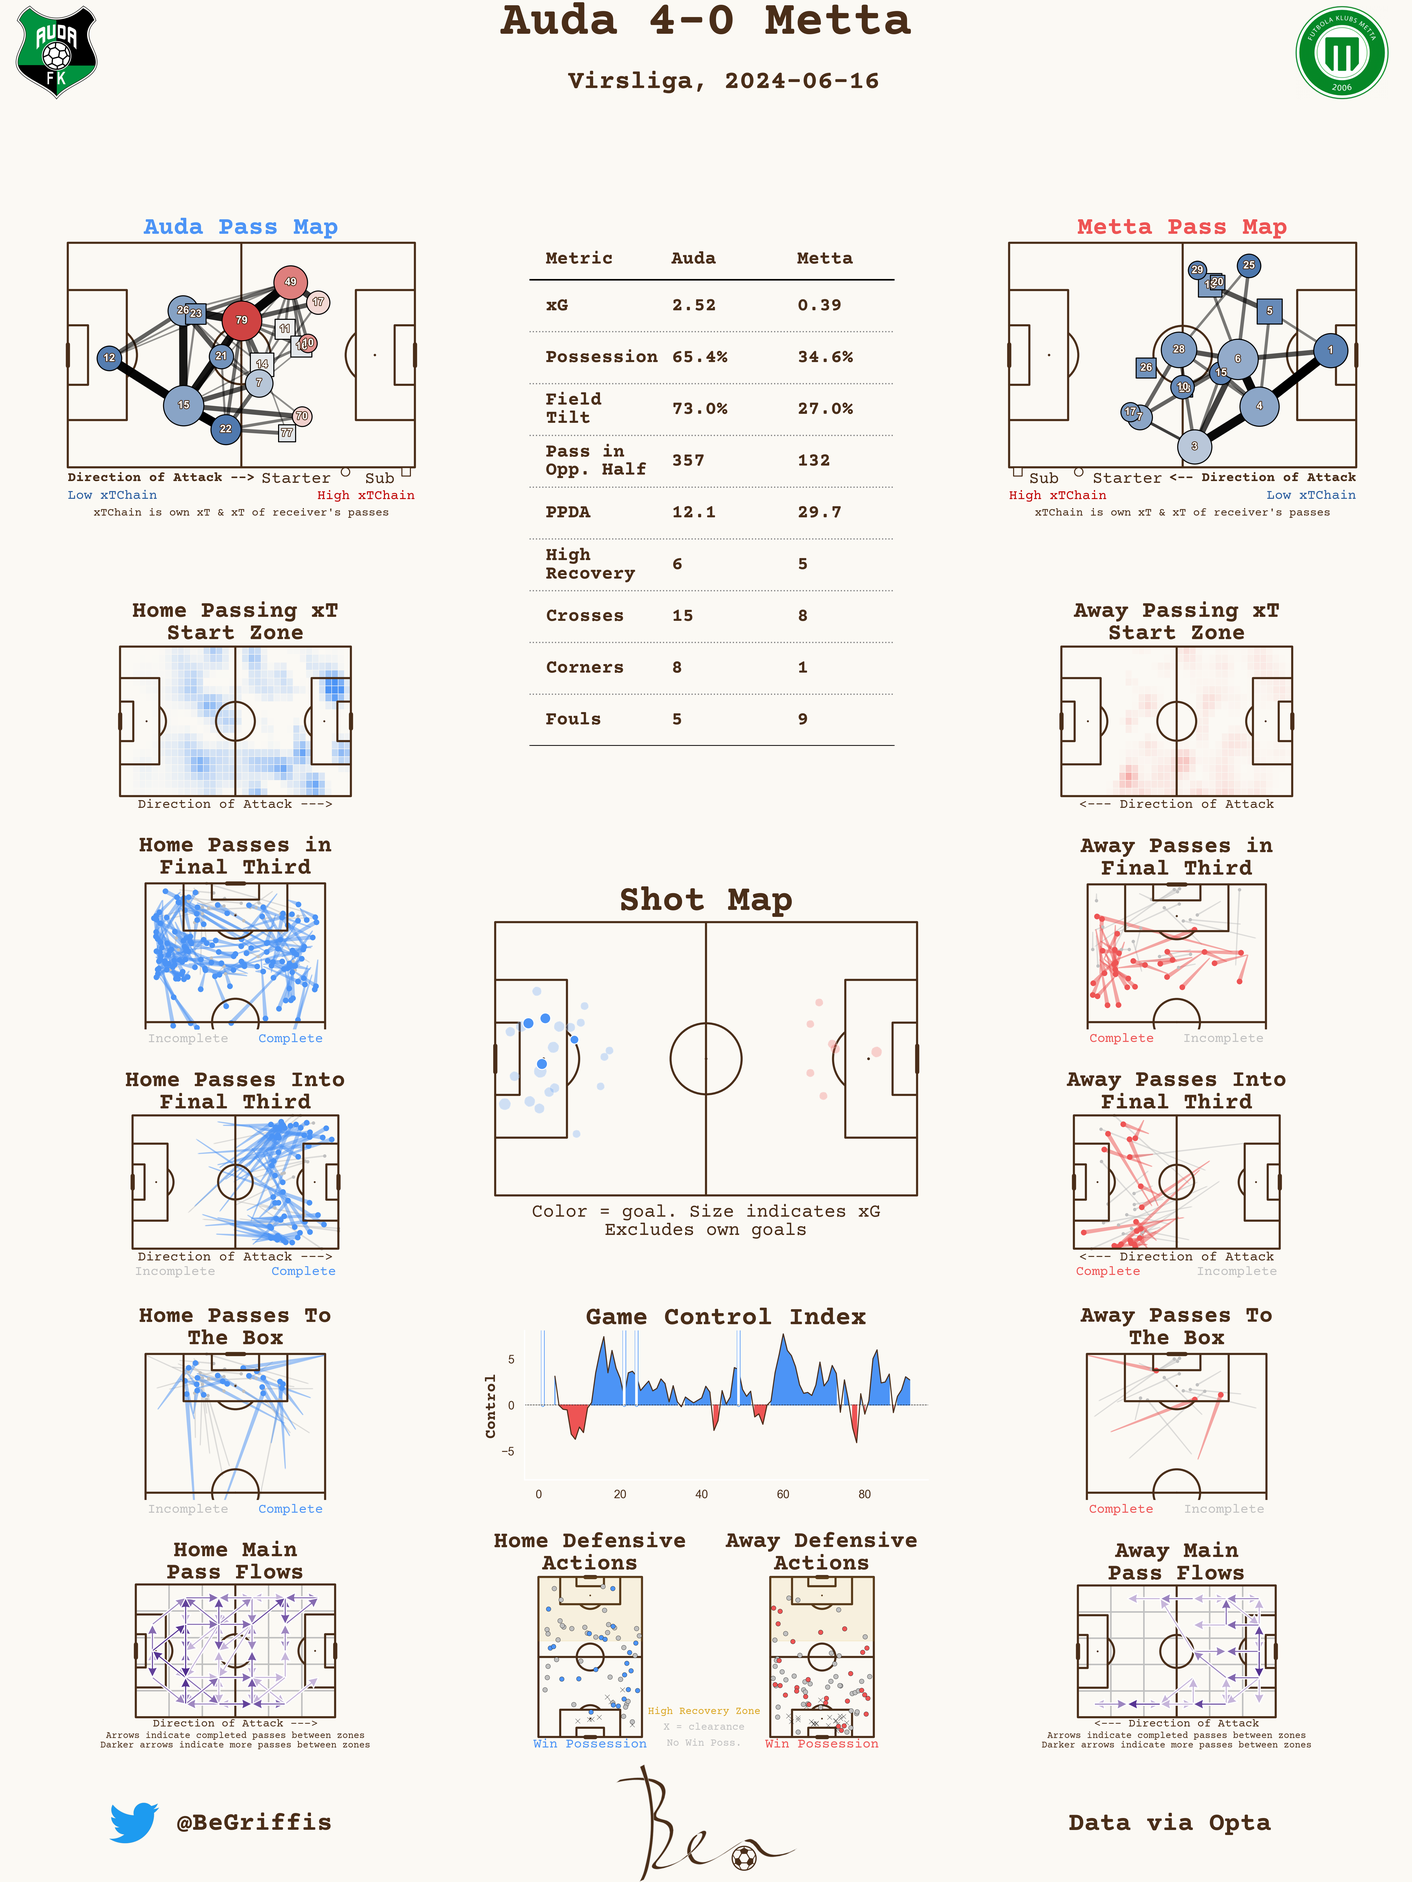 Auda 4-0 Metta
Virsliga, 2024-06-16
AUDA
FK
FUTBOLA KLUBS METTA
2006
Auda Pass Map
12
26
23
79
49
17
11
10
21
14
7
15
22
70
77
Direction of Attack --> Starter Sub
Low xTChain High xTChain
xTChain is own xT & xT of receiver's passes
Metric Auda Metta
xG 2.52 0.39
Possession 65.4% 34.6%
Field
Tilt 73.0% 27.0%
Pass in
Opp. Half 357 132
PPDA 12.1 29.7
High
Recovery 6 5
Crosses 15 8
Corners 8 1
Fouls 5 9
Metta Pass Map
29
20
25
5
28
6
1
26
15
10
17
7
4
3
Sub Starter <-- Direction of Attack
High xTChain Low xTChain
xTChain is own xT & xT of receiver's passes
Home Passing xT
Start Zone
Direction of Attack --->
Away Passing xT
Start Zone
<--- Direction of Attack
Home Passes in
Final Third
Incomplete Complete
Away Passes in
Final Third
Complete Incomplete
Shot Map
Color = goal. Size indicates xG
Excludes own goals
Home Passes Into
Final Third
Direction of Attack --->
Incomplete Complete
Away Passes Into
Final Third
<--- Direction of Attack
Complete Incomplete
Home Passes To
The Box
Incomplete Complete
Game Control Index
Control
5
0
−5
0 20 40 60 80
Away Passes To
The Box
Complete Incomplete
Home Main
Pass Flows
Direction of Attack --->
Arrows indicate completed passes between zones
Darker arrows indicate more passes between zones
Home Defensive
Actions
Win Possession
High Recovery Zone
X = clearance
No Win Poss.
Away Defensive
Actions
Win Possession
Away Main
Pass Flows
<--- Direction of Attack
Arrows indicate completed passes between zones
Darker arrows indicate more passes between zones
@BeGriffis
Ben
Data via Opta